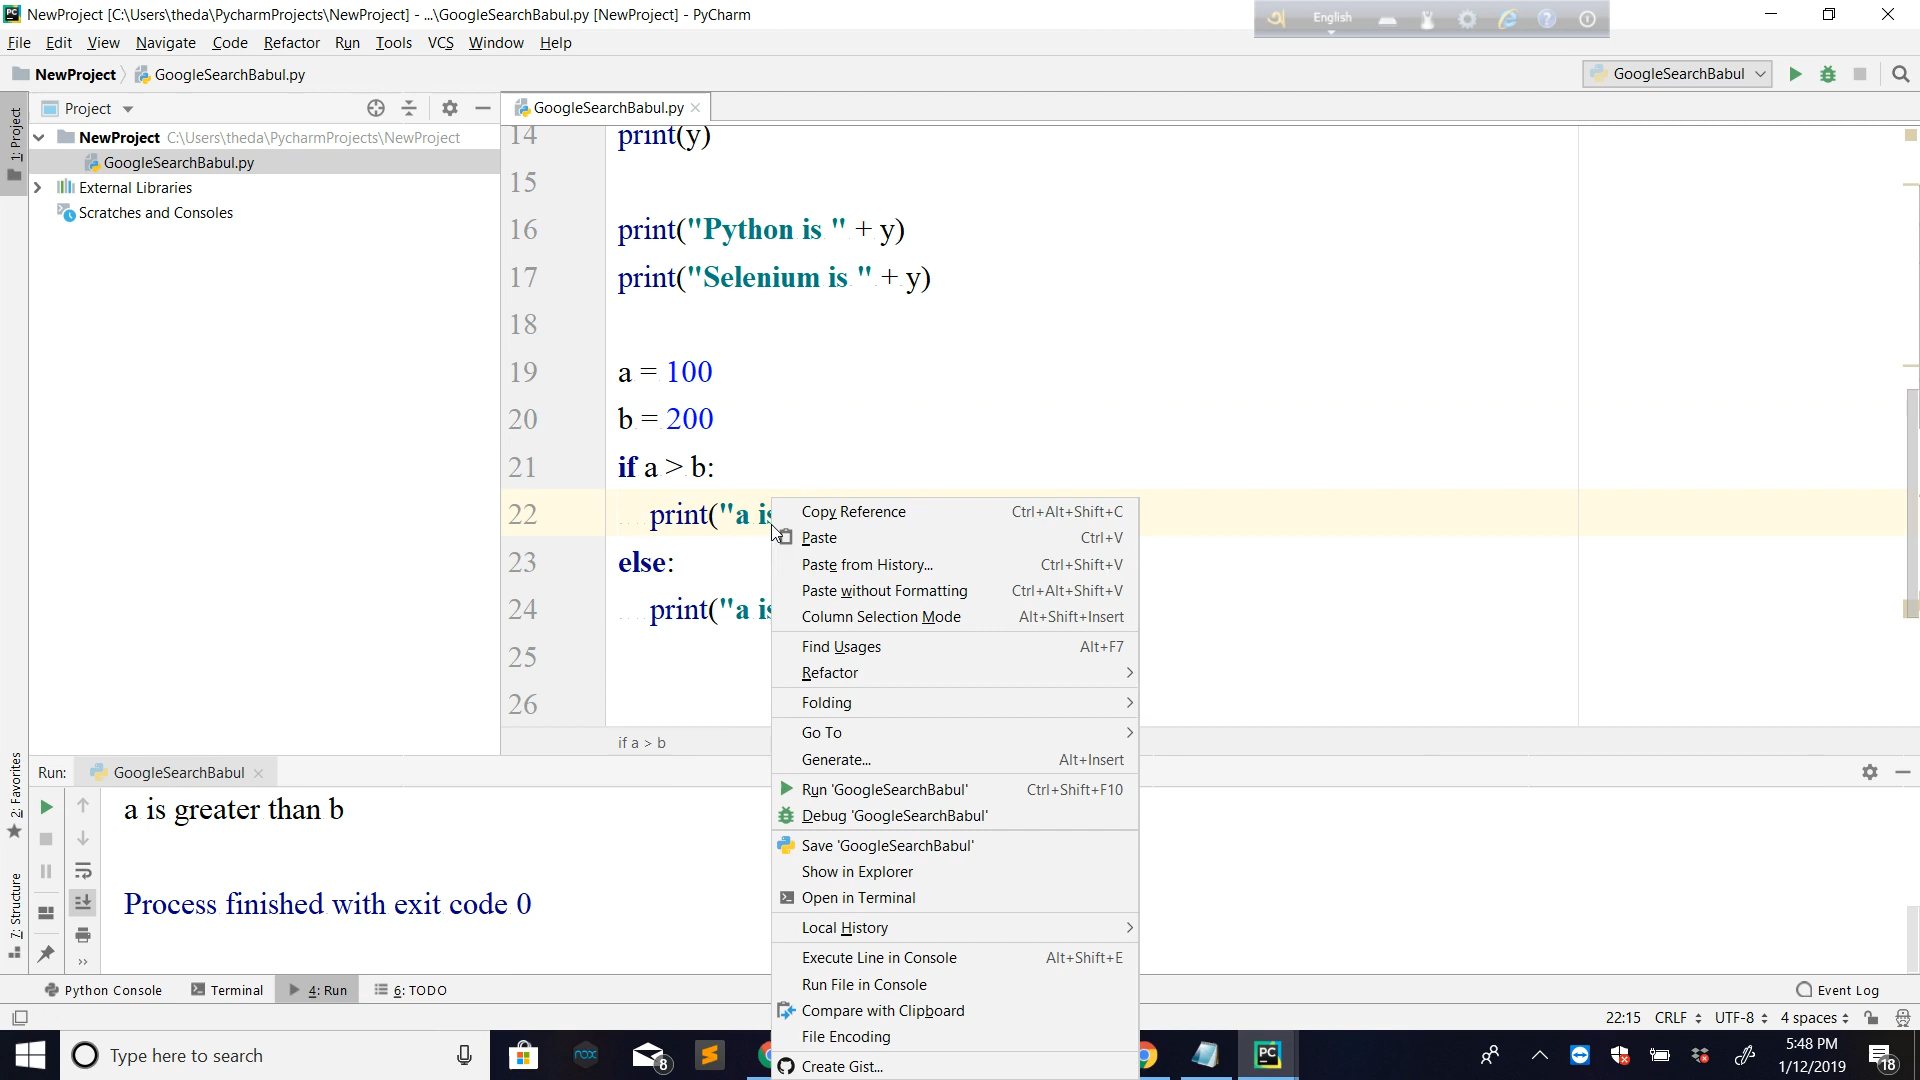 NewProject [C:\Users\theda\PycharmProjects\NewProject] - ...\GoogleSearchBabul.py [NewProject] - PyCharm
English
File Edit View Navigate Code Refactor Run Tools VCS Window Help
NewProject GoogleSearchBabul.py
GoogleSearchBabul
1: Project
Project
NewProject C:\Users\theda\PycharmProjects\NewProject
GoogleSearchBabul.py
External Libraries
Scratches and Consoles
GoogleSearchBabul.py
14 print(y)
15
16 print("Python is " + y)
17 print("Selenium is " + y)
18
19 a = 100
20 b = 200
21 if a > b:
22 print("a is
23 else:
24 print("a is
25
26
if a > b
Copy Reference Ctrl+Alt+Shift+C
Paste Ctrl+V
Paste from History... Ctrl+Shift+V
Paste without Formatting Ctrl+Alt+Shift+V
Column Selection Mode Alt+Shift+Insert
Find Usages Alt+F7
Refactor
Folding
Go To
Generate... Alt+Insert
Run 'GoogleSearchBabul' Ctrl+Shift+F10
Debug 'GoogleSearchBabul'
Save 'GoogleSearchBabul'
Show in Explorer
Open in Terminal
Local History
Execute Line in Console Alt+Shift+E
Run File in Console
Compare with Clipboard
File Encoding
Create Gist...
2: Favorites
7: Structure
Run: GoogleSearchBabul
a is greater than b
Process finished with exit code 0
Python Console Terminal 4: Run 6: TODO
Event Log
22:15 CRLF UTF-8 4 spaces
Type here to search
nox
8
PC
5:48 PM
1/12/2019
18